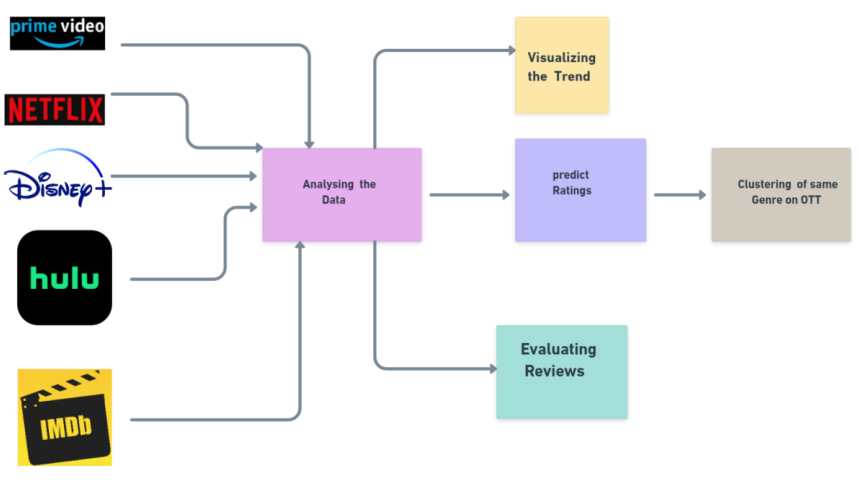 prime video
NETFLIX
Disney+
hulu
IMDb
Analysing the
Data
Visualizing
the Trend
predict
Ratings
Clustering of same
Genre on OTT
Evaluating
Reviews